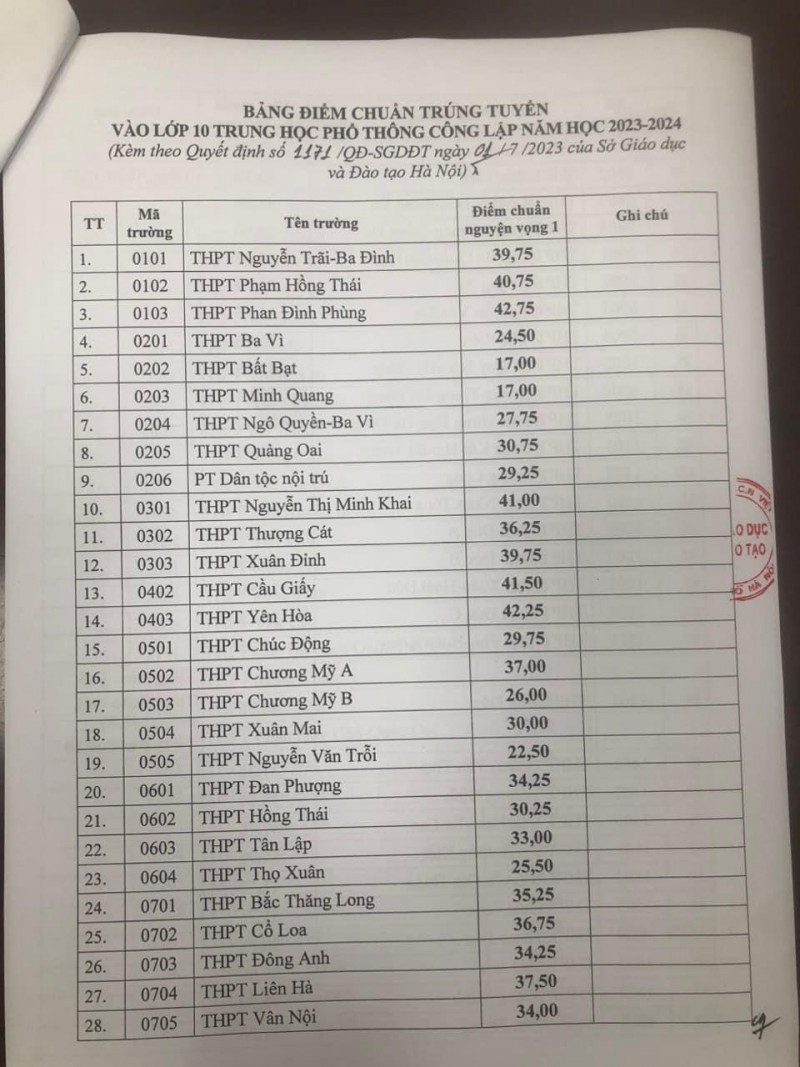 BẢNG ĐIỂM CHUẨN TRÚNG TUYỂN
VÀO LỚP 10 TRUNG HỌC PHỔ THÔNG CÔNG LẬP NĂM HỌC 2023-2024
(Kèm theo Quyết định số 1171 /QĐ-SGDĐT ngày 01/7 /2023 của Sở Giáo dục
và Đào tạo Hà Nội)
TT Mã trường Tên trường Điểm chuẩn nguyện vọng 1 Ghi chú
1. 0101 THPT Nguyễn Trãi-Ba Đình 39,75
2. 0102 THPT Phạm Hồng Thái 40,75
3. 0103 THPT Phan Đình Phùng 42,75
4. 0201 THPT Ba Vì 24,50
5. 0202 THPT Bất Bạt 17,00
6. 0203 THPT Minh Quang 17,00
7. 0204 THPT Ngô Quyền-Ba Vì 27,75
8. 0205 THPT Quảng Oai 30,75
9. 0206 PT Dân tộc nội trú 29,25
10. 0301 THPT Nguyễn Thị Minh Khai 41,00
11. 0302 THPT Thượng Cát 36,25
12. 0303 THPT Xuân Đỉnh 39,75
13. 0402 THPT Cầu Giấy 41,50
14. 0403 THPT Yên Hòa 42,25
15. 0501 THPT Chúc Động 29,75
16. 0502 THPT Chương Mỹ A 37,00
17. 0503 THPT Chương Mỹ B 26,00
18. 0504 THPT Xuân Mai 30,00
19. 0505 THPT Nguyễn Văn Trỗi 22,50
20. 0601 THPT Đan Phượng 34,25
21. 0602 THPT Hồng Thái 30,25
22. 0603 THPT Tân Lập 33,00
23. 0604 THPT Thọ Xuân 25,50
24. 0701 THPT Bắc Thăng Long 35,25
25. 0702 THPT Cổ Loa 36,75
26. 0703 THPT Đông Anh 34,25
27. 0704 THPT Liên Hà 37,50
28. 0705 THPT Vân Nội 34,00
O DỤC
O TẠO
HÀ NỘI